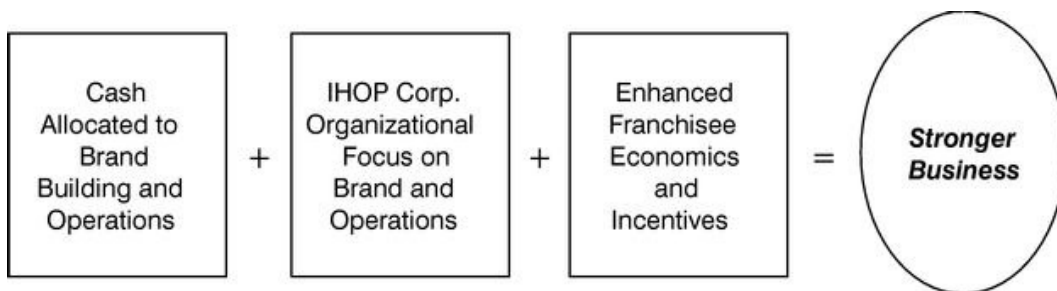 Cash
Allocated to
Brand
Building and
Operations
+
IHOP Corp.
Organizational
Focus on
Brand and
Operations
+
Enhanced
Franchisee
Economics
and
Incentives
=
Stronger
Business